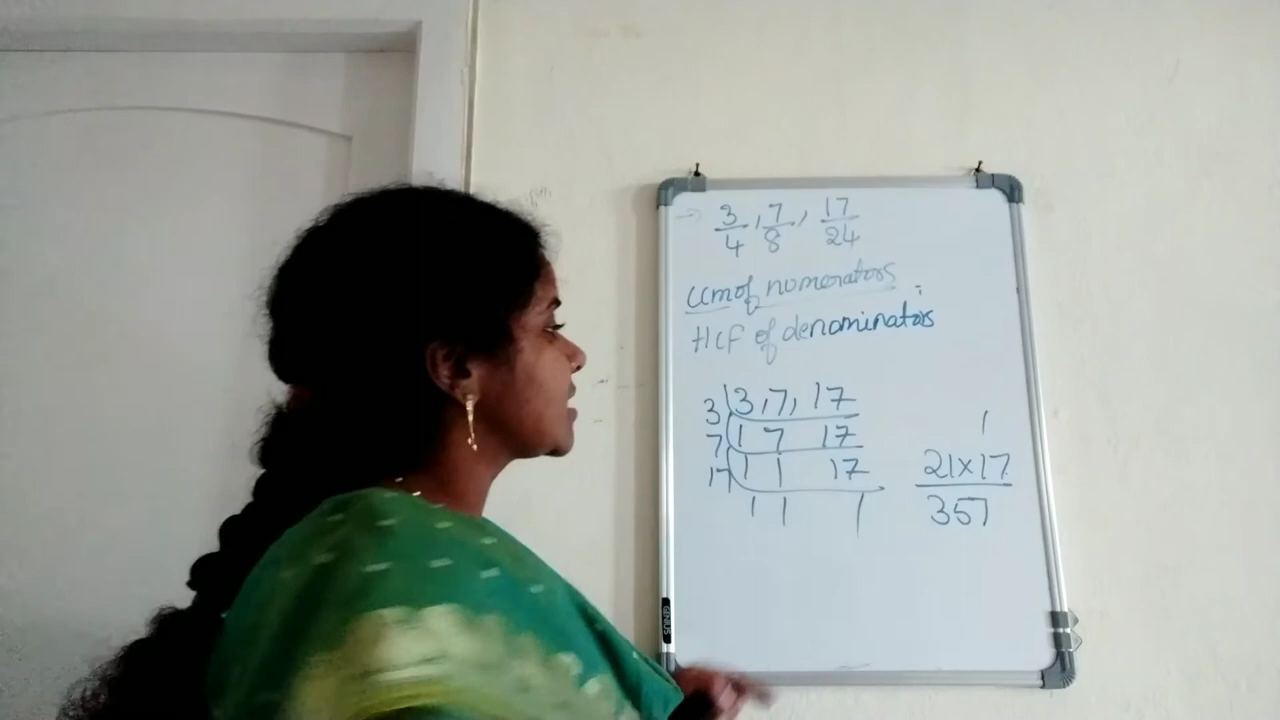 → 3/4, 7/8, 17/24
LCM of numerators
HCF of denominators
3 | 3, 7, 17
7 | 1 7 17
17 | 1 1 17
1 1 1
1
21×17
357
GENIUS